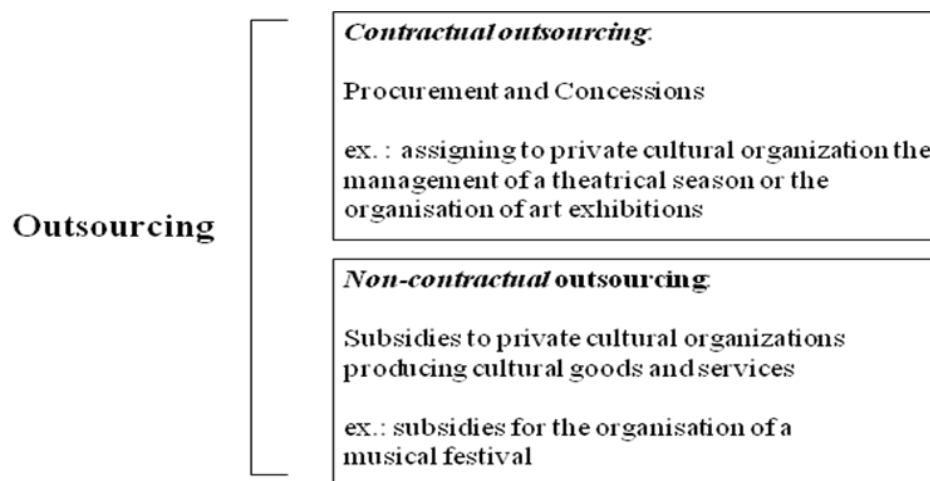 Outsourcing
Contractual outsourcing:
Procurement and Concessions
ex. : assigning to private cultural organization the
management of a theatrical season or the
organisation of art exhibitions
Non-contractual outsourcing:
Subsidies to private cultural organizations
producing cultural goods and services
ex.: subsidies for the organisation of a
musical festival